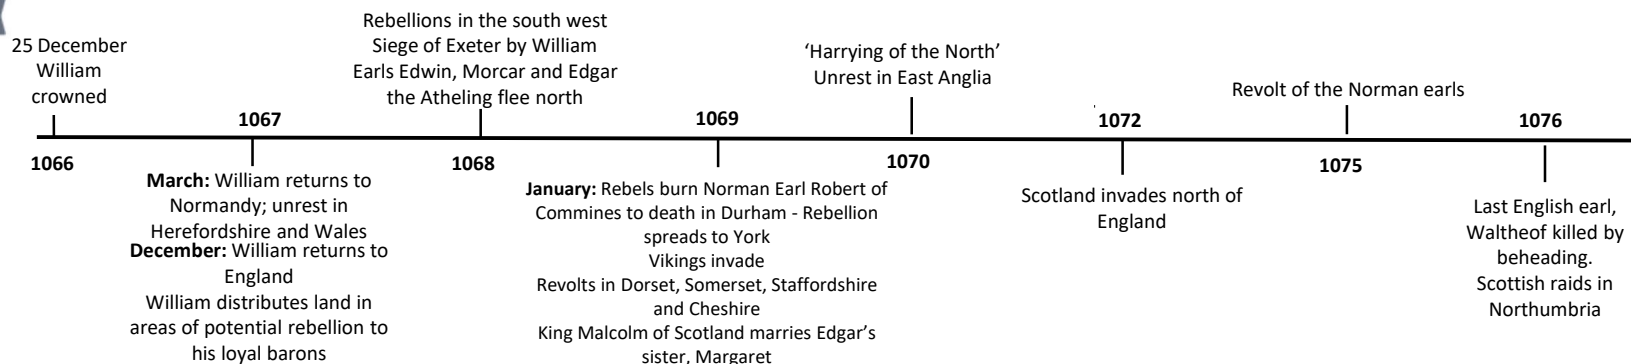 25 December
William
crowned
1066
1067
March: William returns to
Normandy; unrest in
Herefordshire and Wales
December: William returns to
England
William distributes land in
areas of potential rebellion to
his loyal barons
Rebellions in the south west
Siege of Exeter by William
Earls Edwin, Morcar and Edgar
the Atheling flee north
1068
1069
January: Rebels burn Norman Earl Robert of
Commines to death in Durham - Rebellion
spreads to York
Vikings invade
Revolts in Dorset, Somerset, Staffordshire
and Cheshire
King Malcolm of Scotland marries Edgar’s
sister, Margaret
‘Harrying of the North’
Unrest in East Anglia
1070
1072
Scotland invades north of
England
Revolt of the Norman earls
1075
1076
Last English earl,
Waltheof killed by
beheading.
Scottish raids in
Northumbria